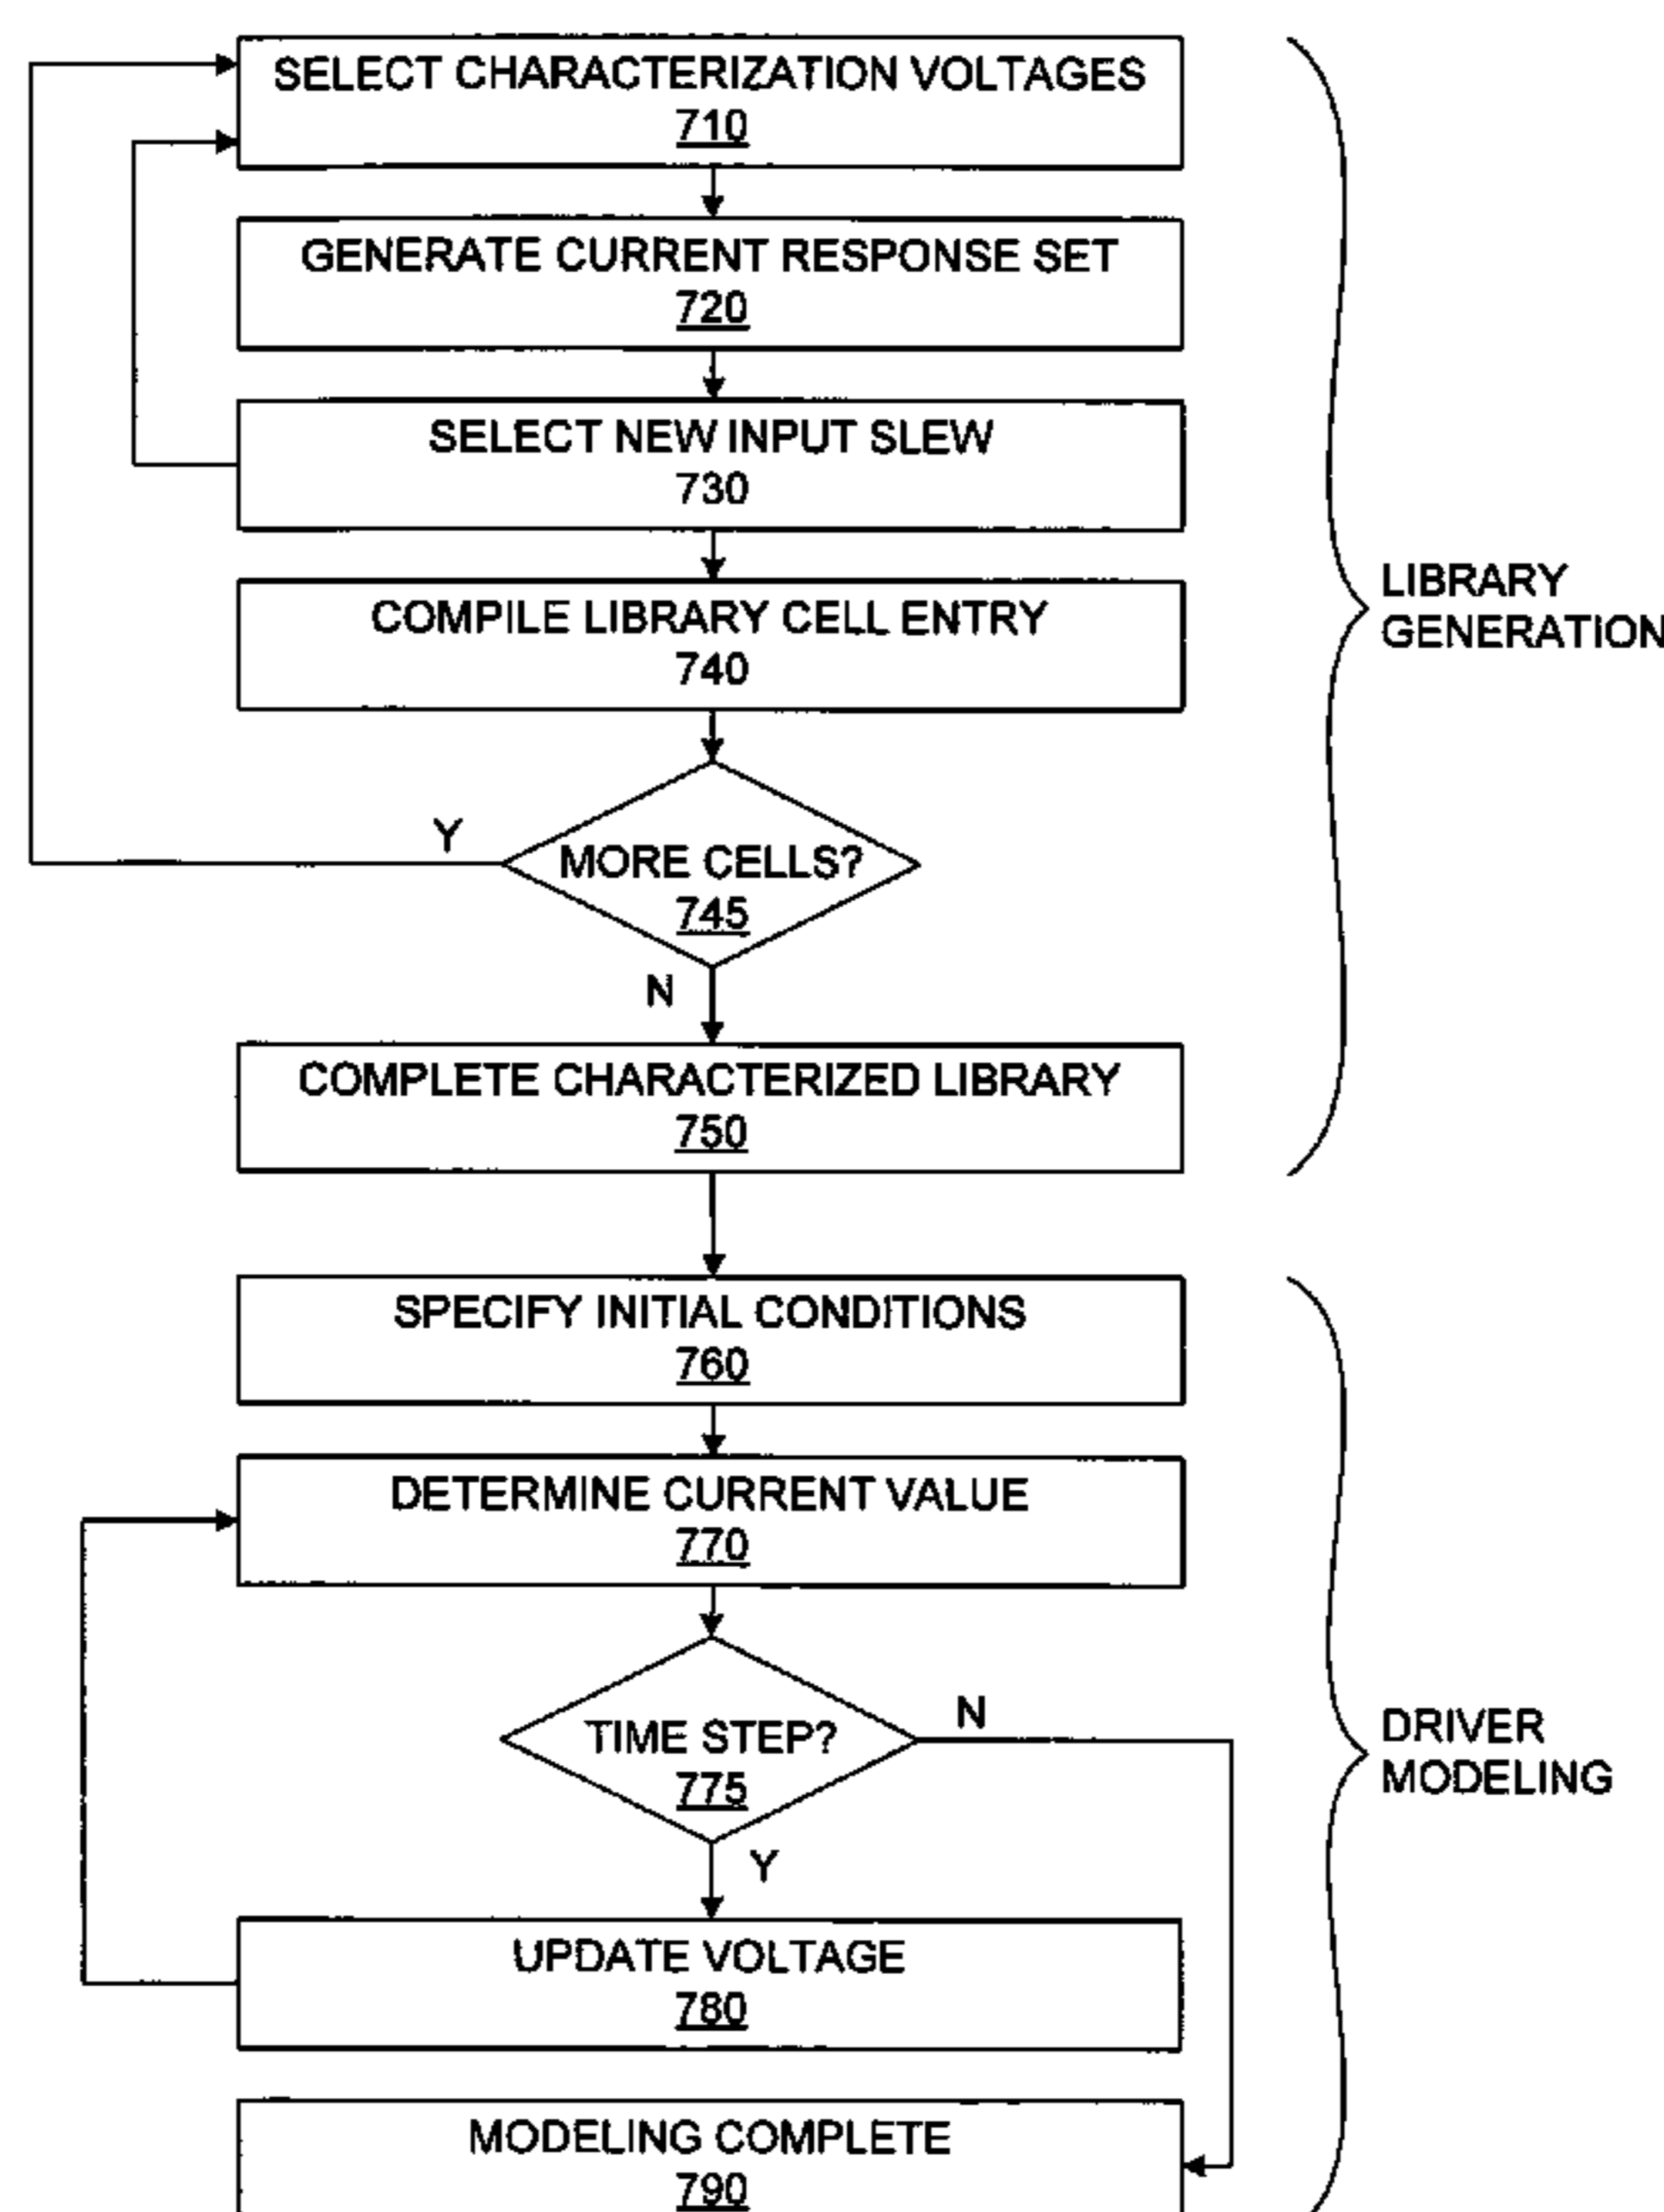 SELECT CHARACTERIZATION VOLTAGES
710
GENERATE CURRENT RESPONSE SET
720
SELECT NEW INPUT SLEW
730
COMPILE LIBRARY CELL ENTRY
740
LIBRARY
GENERATION
Y
MORE CELLS?
745
N
COMPLETE CHARACTERIZED LIBRARY
750
SPECIFY INITIAL CONDITIONS
760
DETERMINE CURRENT VALUE
770
N
TIME STEP?
775
DRIVER
MODELING
Y
UPDATE VOLTAGE
780
MODELING COMPLETE
790